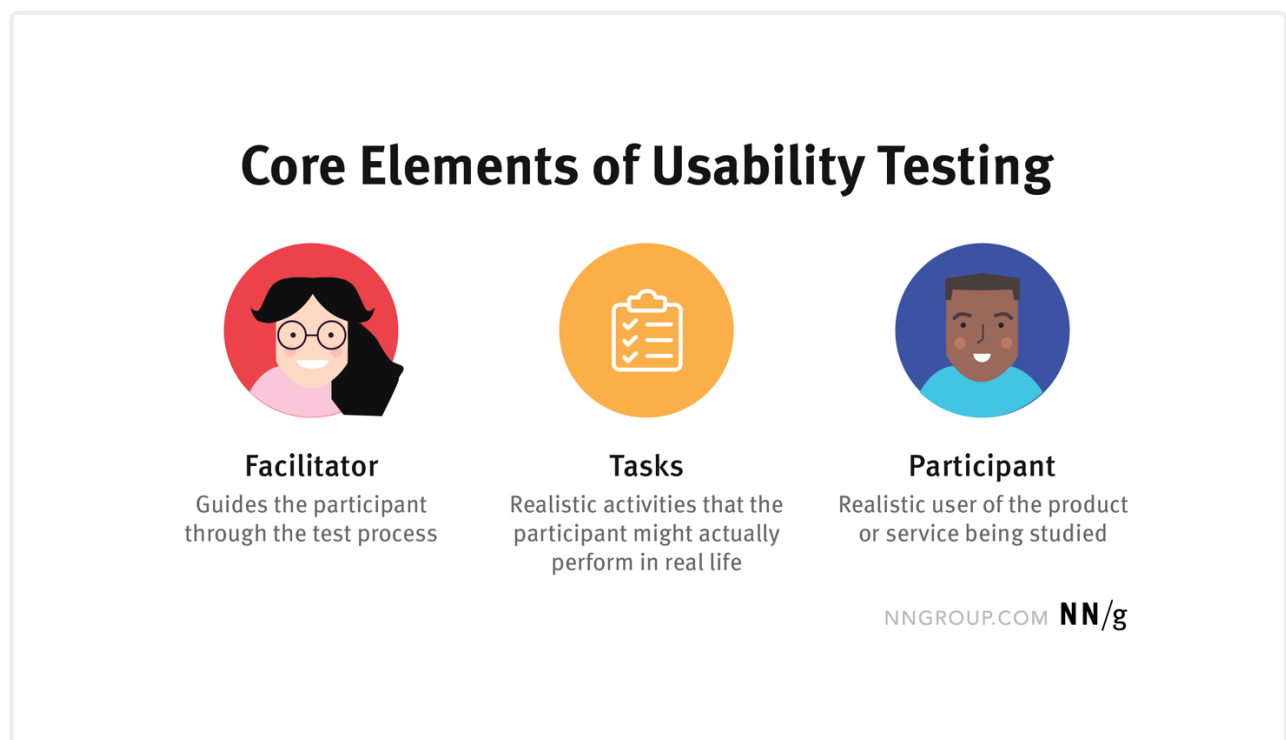 Core Elements of Usability Testing
Facilitator
Guides the participant
through the test process
Tasks
Realistic activities that the
participant might actually
perform in real life
Participant
Realistic user of the product
or service being studied
NNGROUP.COM NN/g